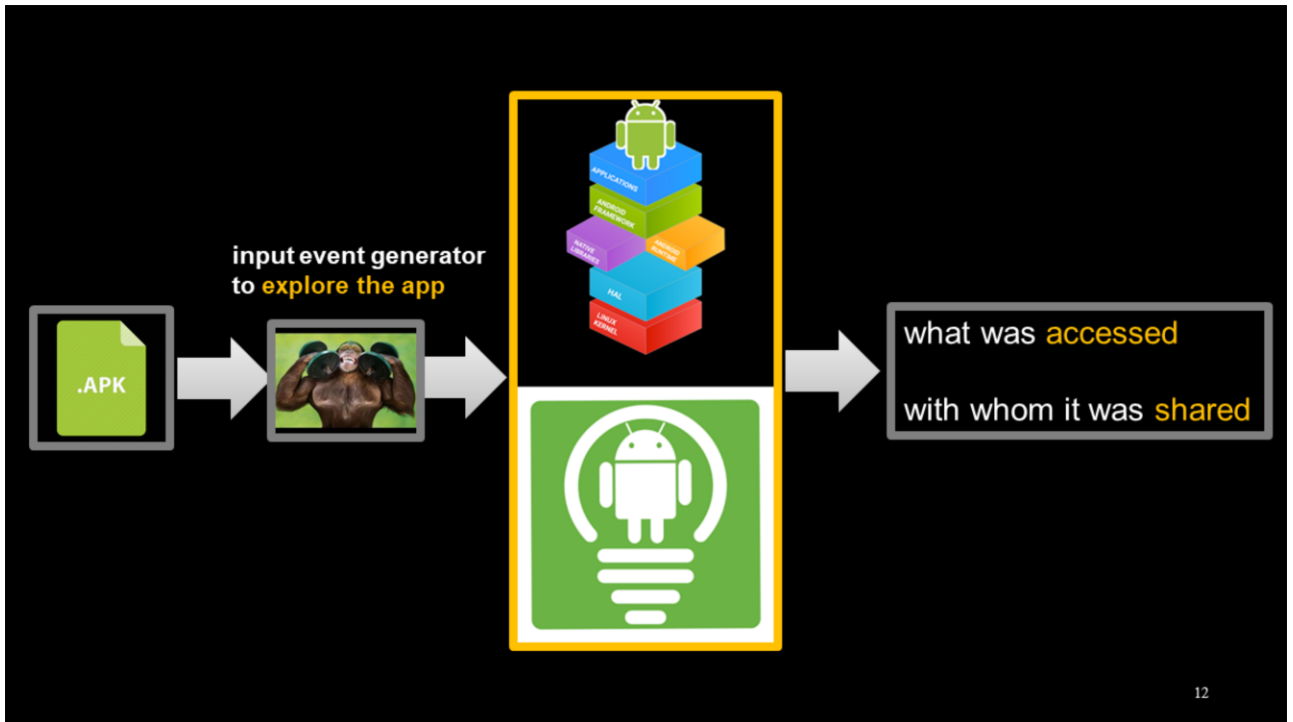 input event generator
to explore the app
.APK
APPLICATIONS
ANDROID
FRAMEWORK
NATIVE
LIBRARIES
ANDROID
RUNTIME
HAL
LINUX
KERNEL
what was accessed
with whom it was shared
12